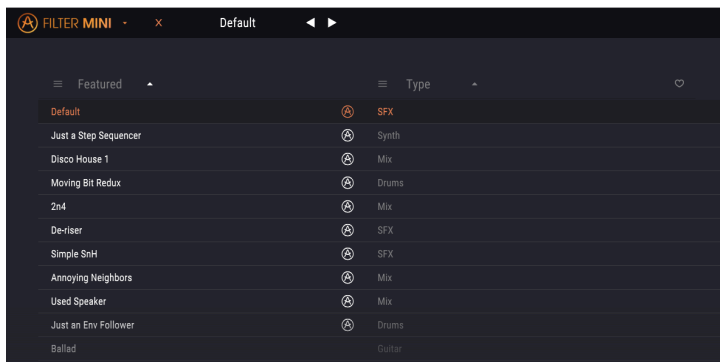 FILTER MINI Default
Featured Type
Default SFX
Just a Step Sequencer Synth
Disco House 1 Mix
Moving Bit Redux Drums
2n4 Mix
De-riser SFX
Simple SnH SFX
Annoying Neighbors Mix
Used Speaker Mix
Just an Env Follower Drums
Ballad Guitar